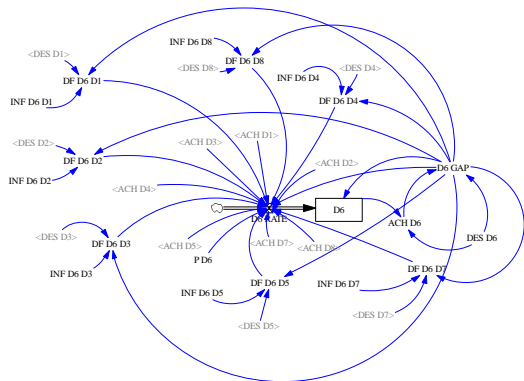 <DES D1>
INF D6 D8
DF D6 D8
<DES D8>
INF D6 D4
<DES D4>
DF D6 D1
INF D6 D1
DF D6 D4
<ACH D1>
<ACH D3>
<DES D2>
DF D6 D2
INF D6 D2
<ACH D2>
D6 GAP
<ACH D4>
D6
D6 RATE
ACH D6
<DES D3>
DF D6 D3
INF D6 D3
<ACH D5>
<ACH D7>
<ACH D8>
DES D6
P D6
DF D6 D7
DF D6 D5
INF D6 D5
INF D6 D7
<DES D5>
<DES D7>